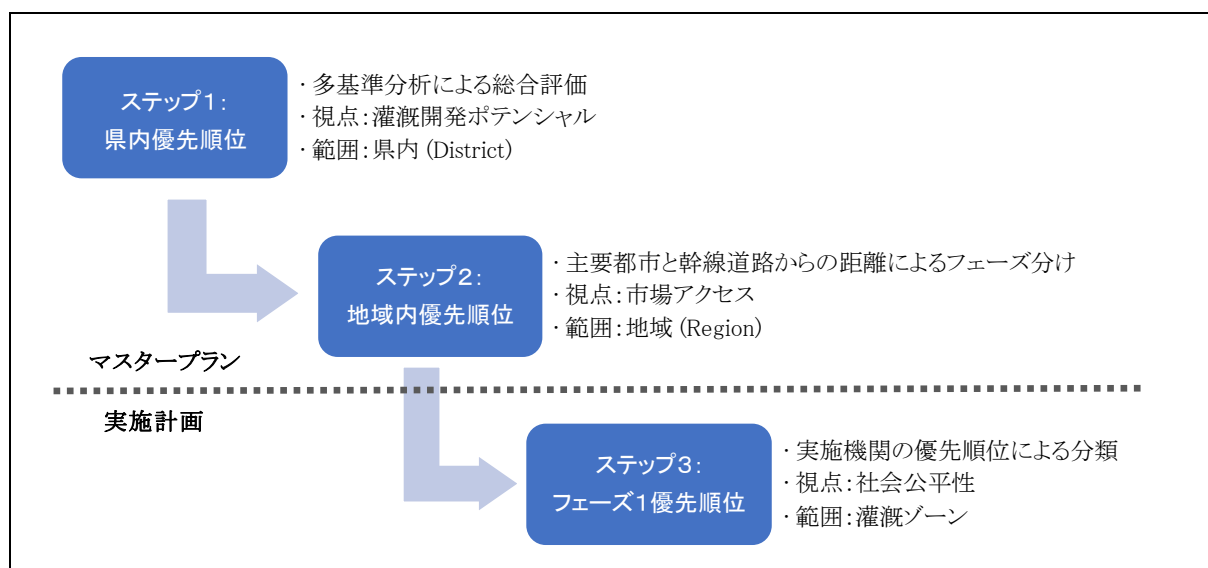 ステップ1：
県内優先順位
・多基準分析による総合評価
・視点：灌漑開発ポテンシャル
・範囲：県内 (District)
ステップ2：
地域内優先順位
・主要都市と幹線道路からの距離によるフェーズ分け
・視点：市場アクセス
・範囲：地域 (Region)
マスタープラン
実施計画
ステップ3：
フェーズ1優先順位
・実施機関の優先順位による分類
・視点：社会公平性
・範囲：灌漑ゾーン